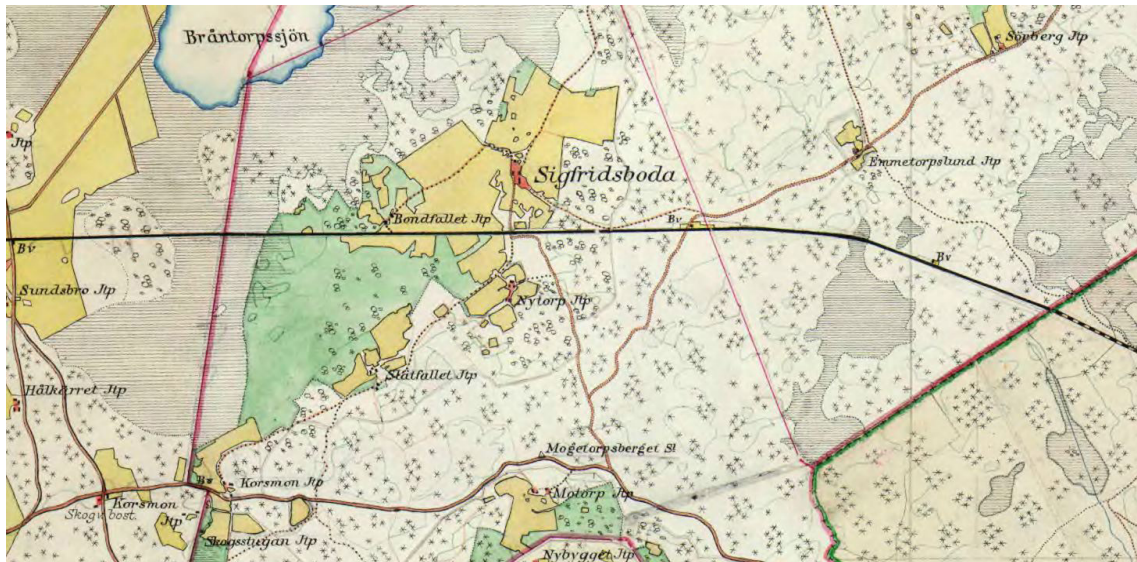 Bråntorpssjön
Sörberg Jtp
Jtp
Emmetorpslund Jtp
Sigfridsboda
Bondfallet Jtp
Bv
Bv
Bv
Sundsbro Jtp
Nytorp Jtp
Slåtfallet Jtp
Hålkärret Jtp
Mogetorpsberget Sl
Bv
Korsmon Jtp
Motorp Jtp
Korsmon
Jtp
Skogv. bost.
Skogsstugan Jtp
Nybygget Jtp